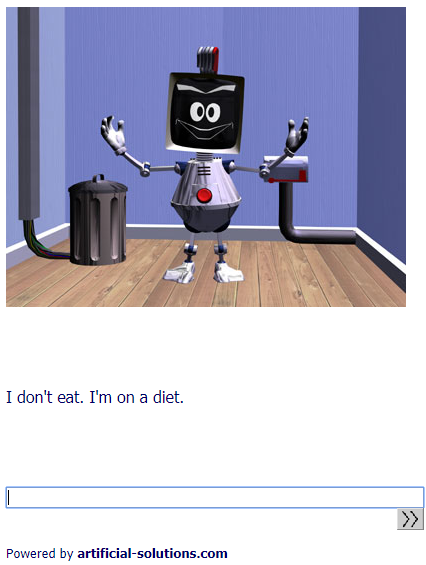 I don't eat. I'm on a diet.
Powered by artificial-solutions.com